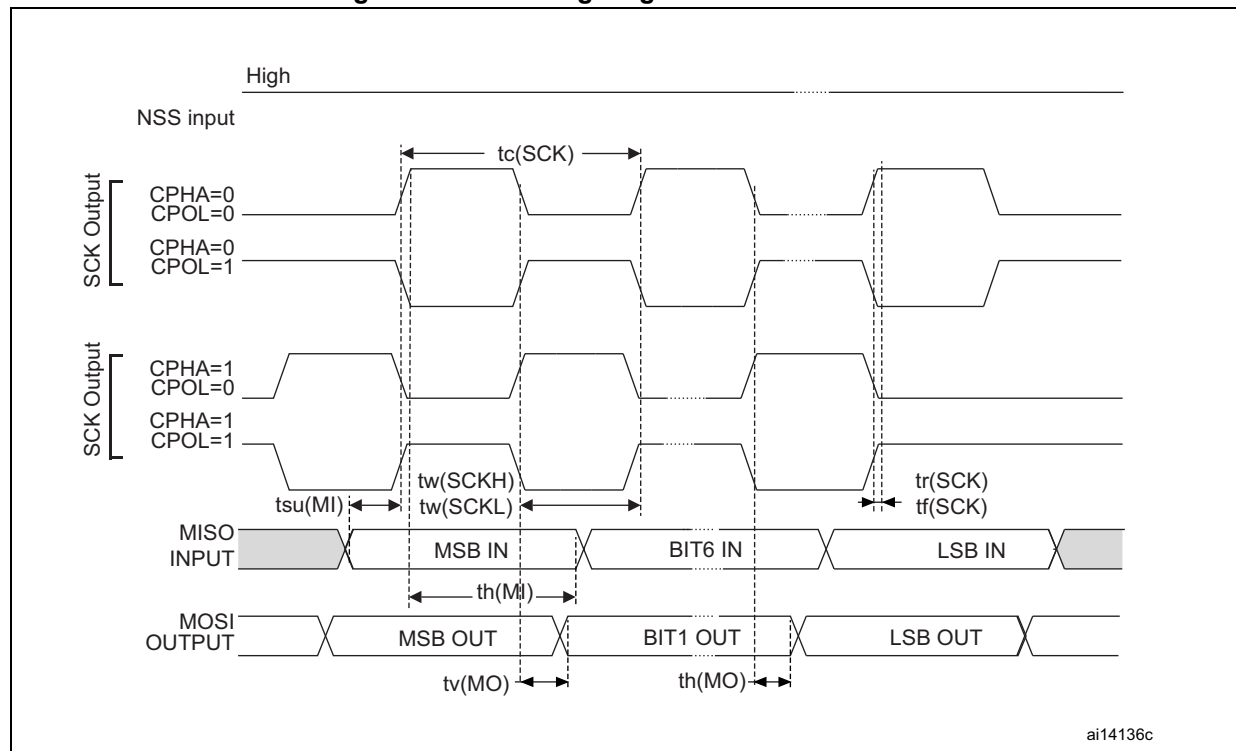 High
NSS input
tc(SCK)
SCK Output
CPHA=0
CPOL=0
CPHA=0
CPOL=1
SCK Output
CPHA=1
CPOL=0
CPHA=1
CPOL=1
tw(SCKH)
tw(SCKL)
tr(SCK)
tf(SCK)
tsu(MI)
MISO
INPUT
MSB IN
BIT6 IN
LSB IN
th(MI)
MOSI
OUTPUT
MSB OUT
BIT1 OUT
LSB OUT
tv(MO)
th(MO)
ai14136c